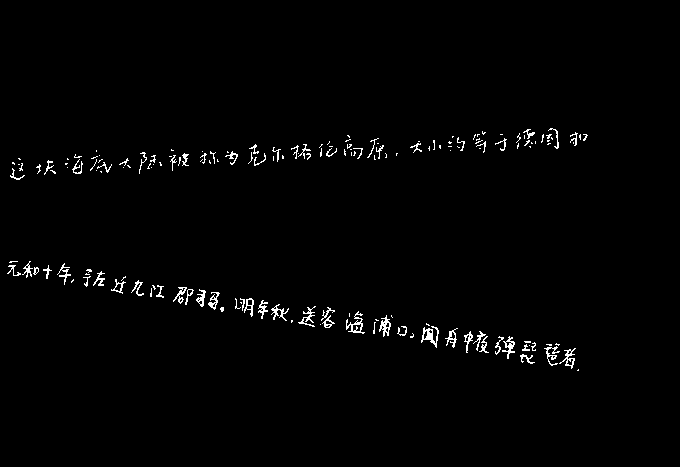 这块海底大陆被称为克尔格伦高原，大小约等于德国和
元和十年，予左迁九江郡司马。明年秋，送客湓浦口，闻舟中夜弹琵琶者，